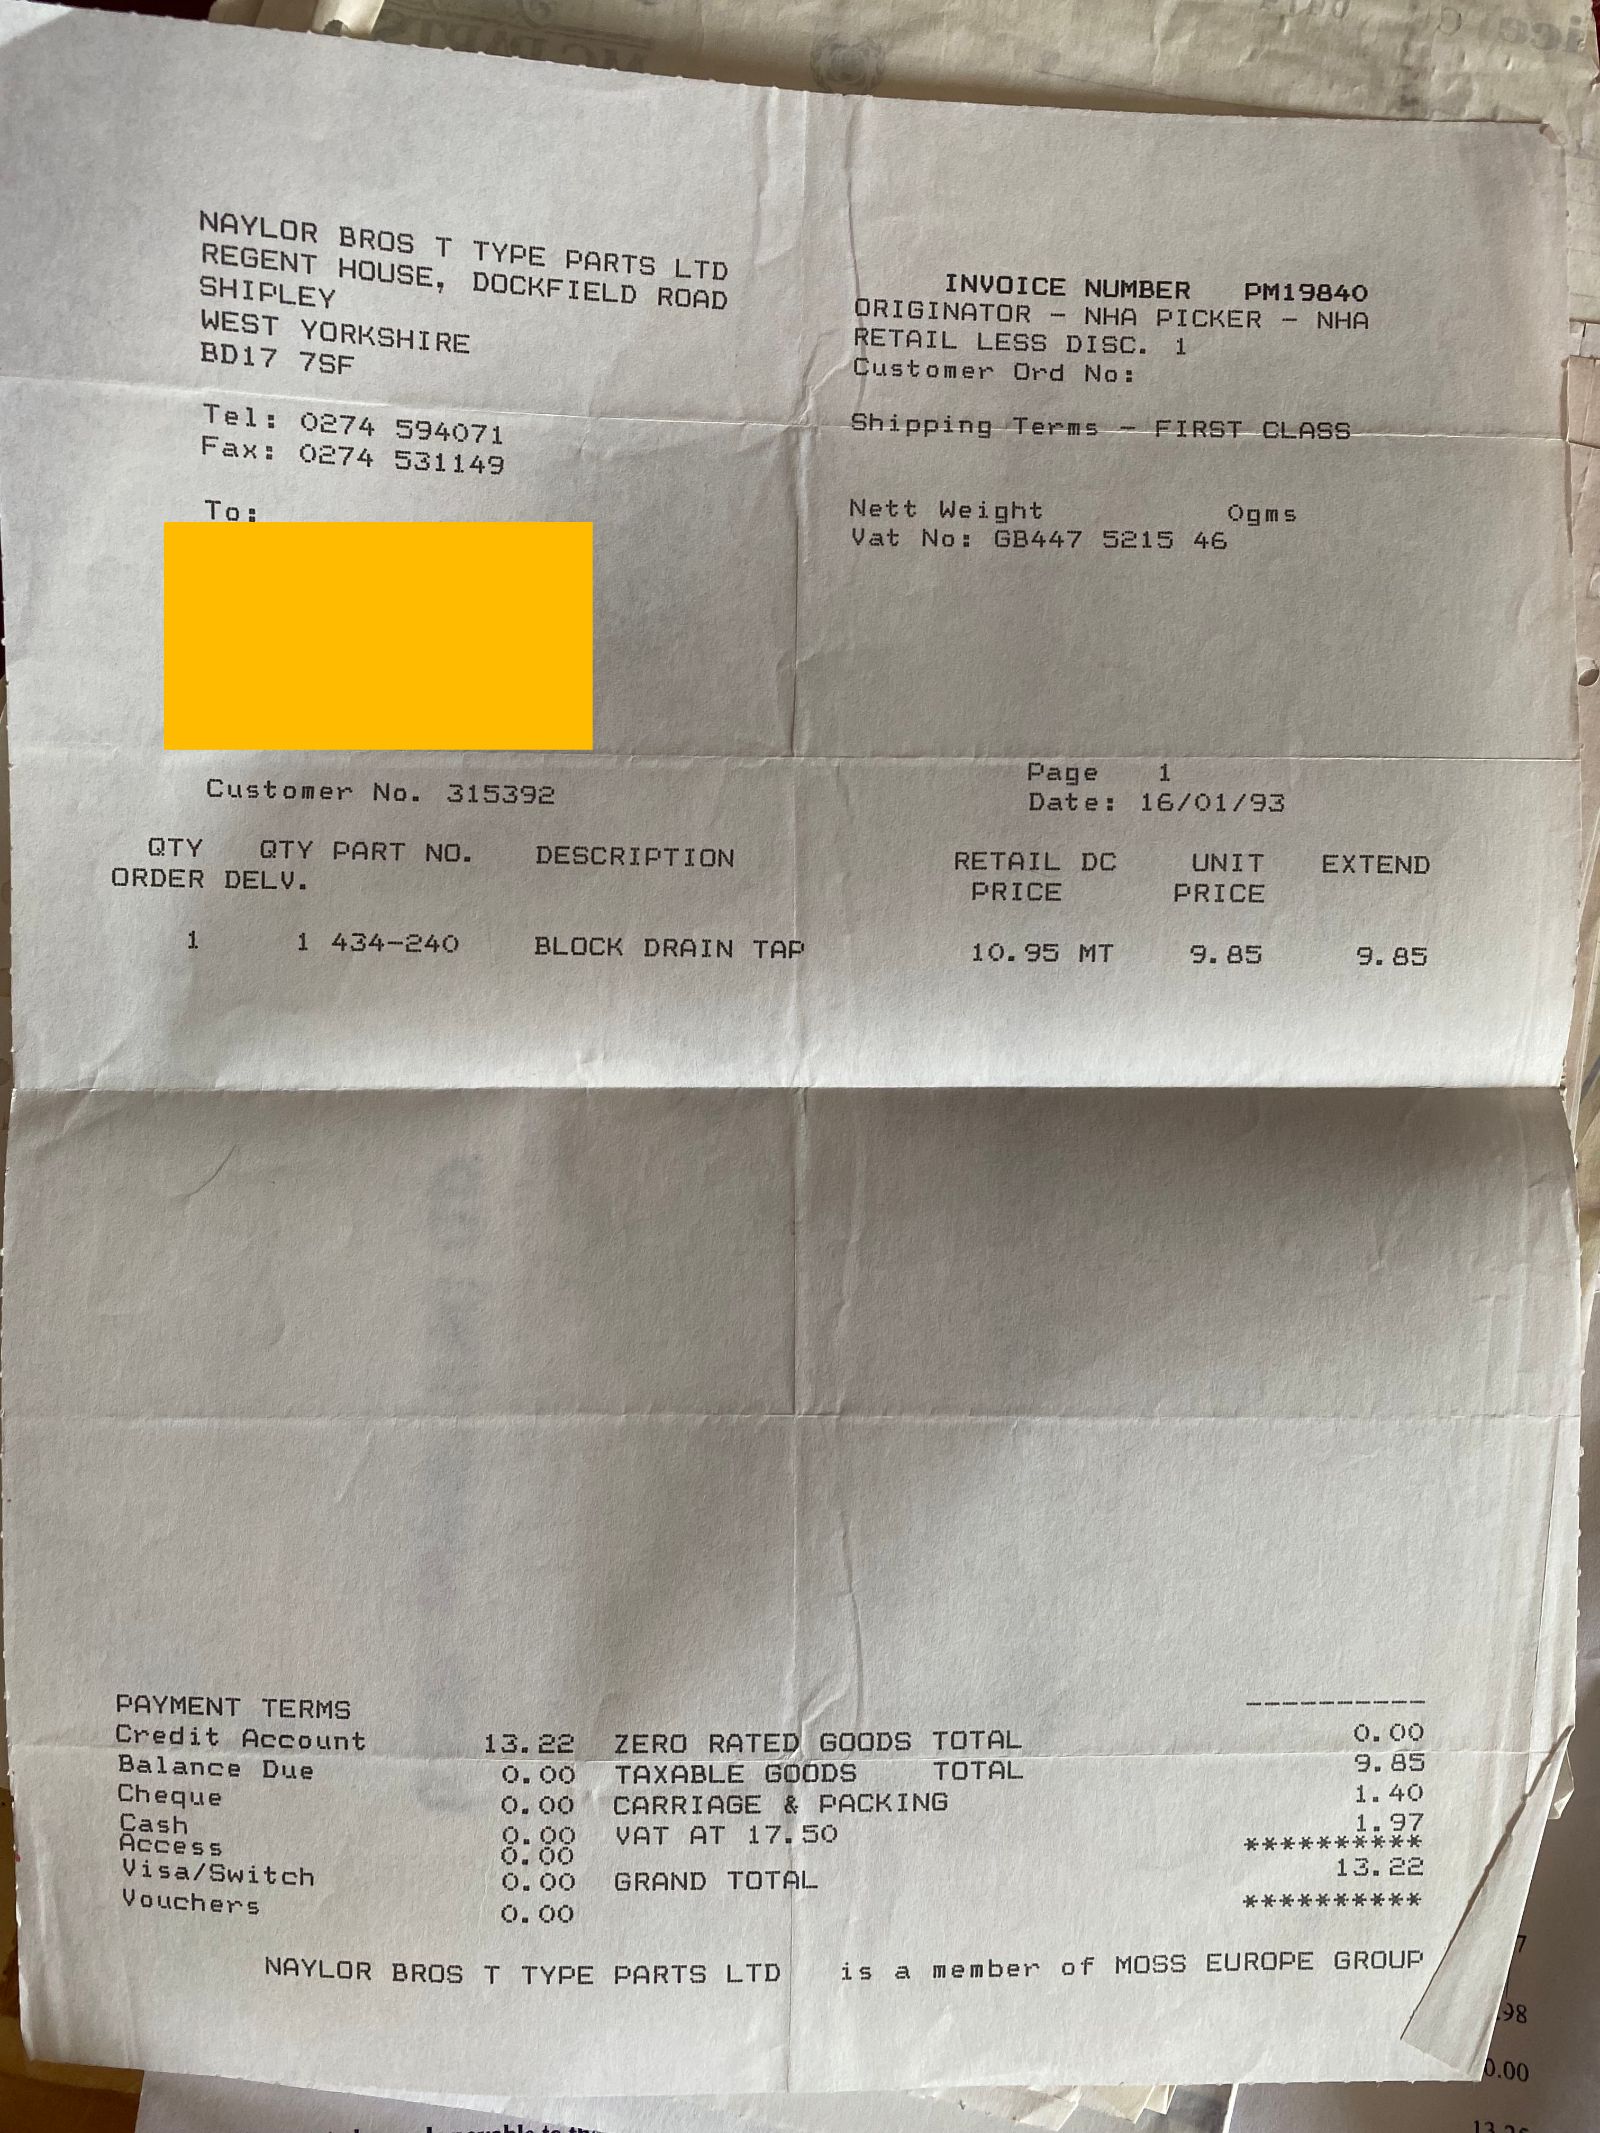 NAYLOR BROS T TYPE PARTS LTD
REGENT HOUSE, DOCKFIELD ROAD
SHIPLEY
WEST YORKSHIRE
BD17 7SF
Tel: 0274 594071
Fax: 0274 531149
To:
INVOICE NUMBER PM19840
ORIGINATOR - NHA PICKER - NHA
RETAIL LESS DISC. 1
Customer Ord No:
Shipping Terms - FIRST CLASS
Nett Weight 0gms
Vat No: GB447 5215 46
Customer No. 315392
Page 1
Date: 16/01/93
QTY QTY PART NO. DESCRIPTION RETAIL DC UNIT EXTEND
ORDER DELV. PRICE PRICE
1 1 434-240 BLOCK DRAIN TAP 10.95 MT 9.85 9.85
PAYMENT TERMS ----------
Credit Account 13.22 ZERO RATED GOODS TOTAL 0.00
Balance Due 0.00 TAXABLE GOODS TOTAL 9.85
Cheque 0.00 CARRIAGE & PACKING 1.40
Cash 0.00 VAT AT 17.50 1.97
Access 0.00 **********
Visa/Switch 0.00 GRAND TOTAL 13.22
Vouchers 0.00 **********
NAYLOR BROS T TYPE PARTS LTD is a member of MOSS EUROPE GROUP
7
.98
0.00